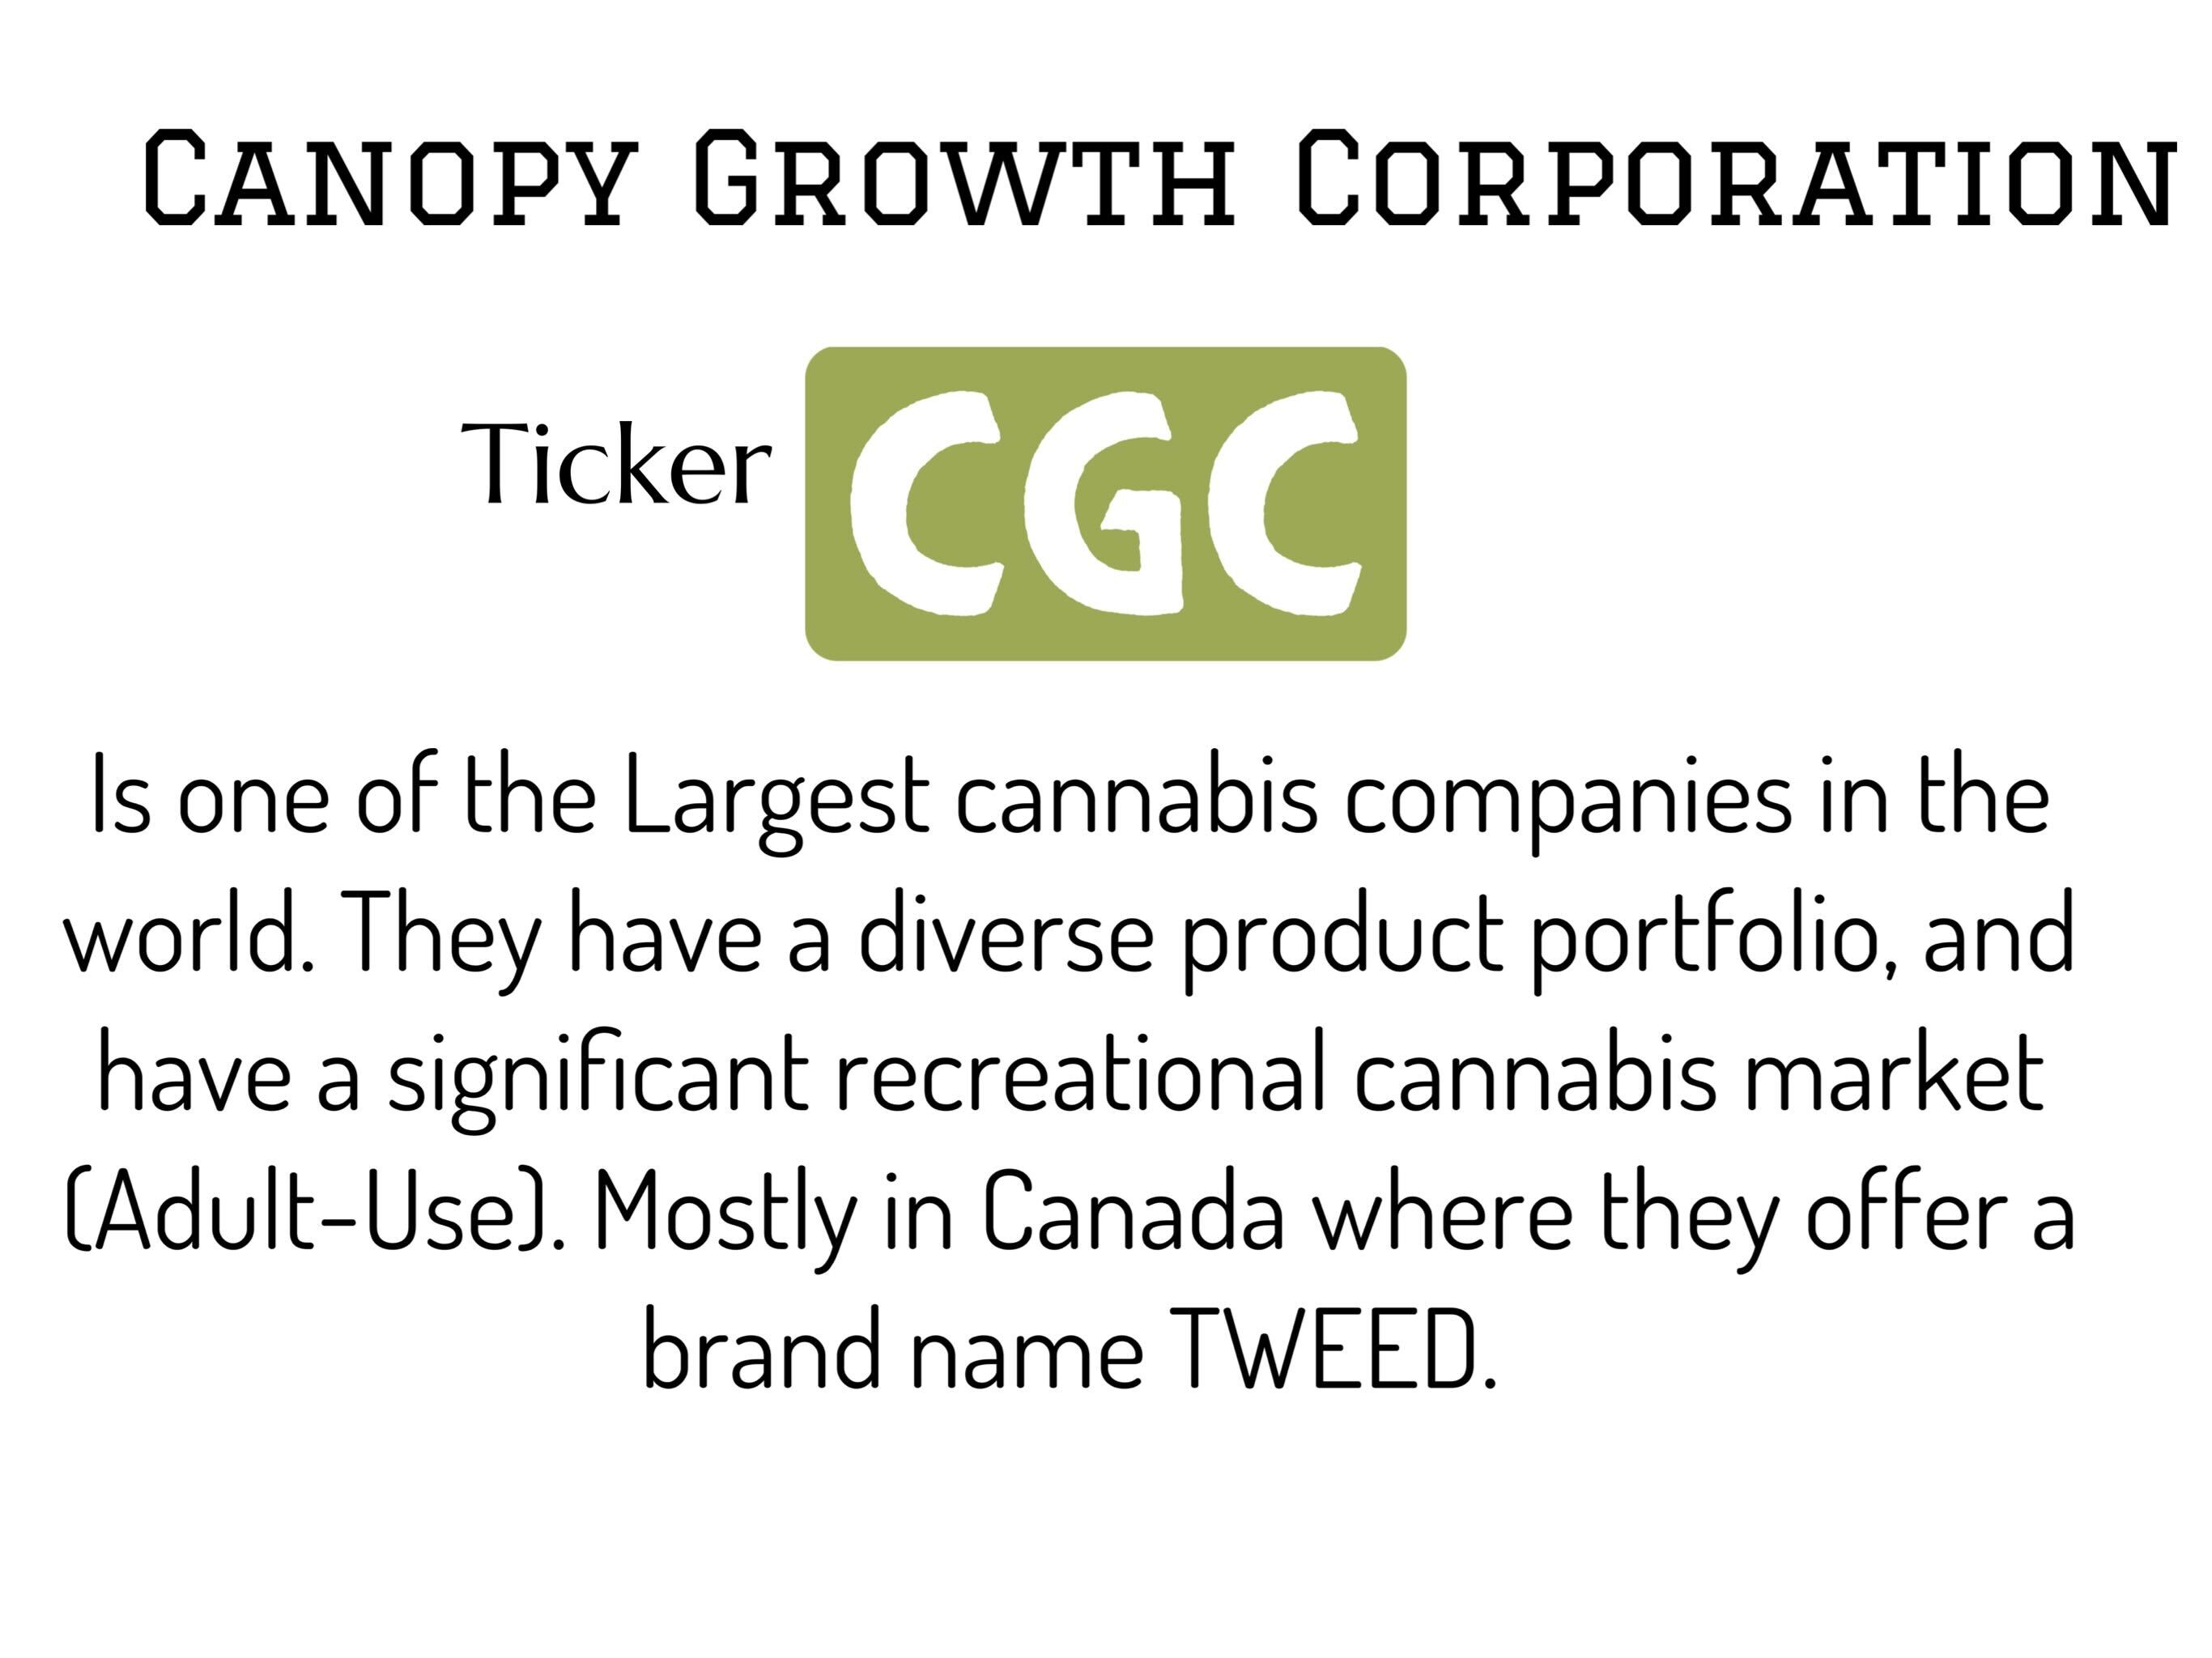 Canopy Growth Corporation
Ticker CGC
Is one of the Largest cannabis companies in the
world. They have a diverse product portfolio, and
have a significant recreational cannabis market
(Adult-Use). Mostly in Canada where they offer a
brand name TWEED.